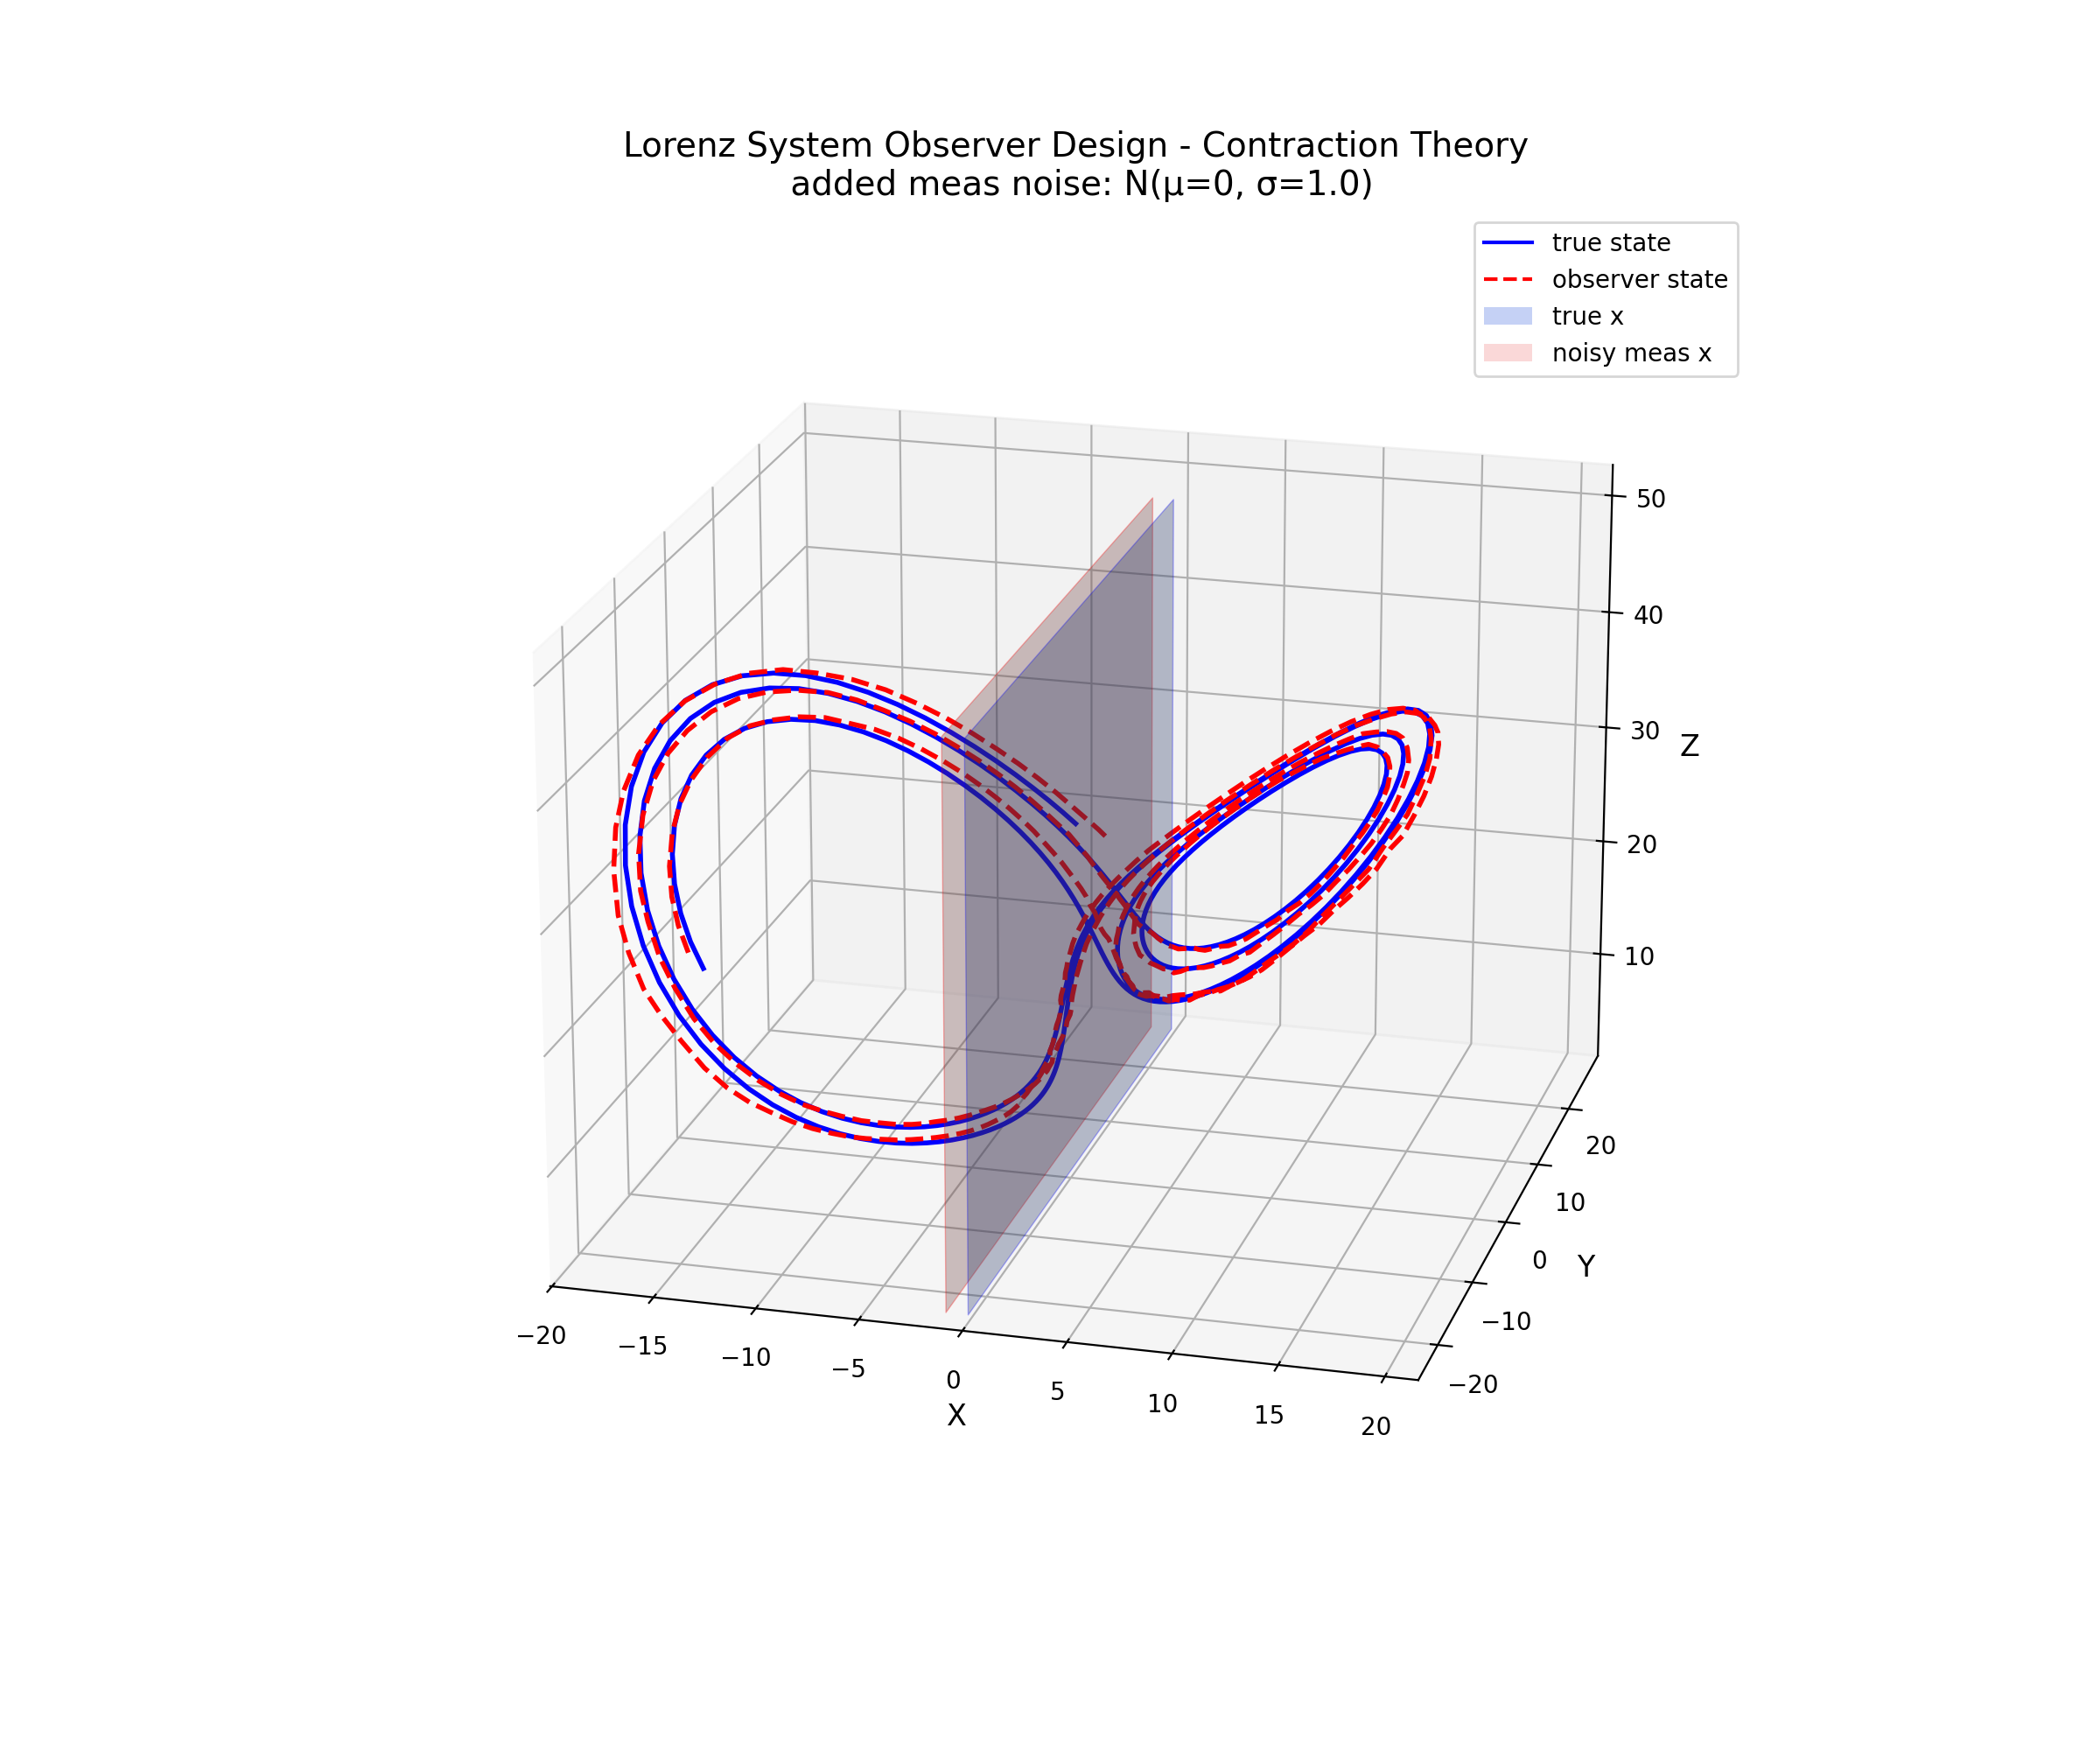 Lorenz System Observer Design - Contraction Theory
added meas noise: N(μ=0, σ=1.0)
true state
observer state
true x
noisy meas x
50
40
30
20
10
Z
20
10
0
−10
−20
Y
−20
−15
−10
−5
0
5
10
15
20
X